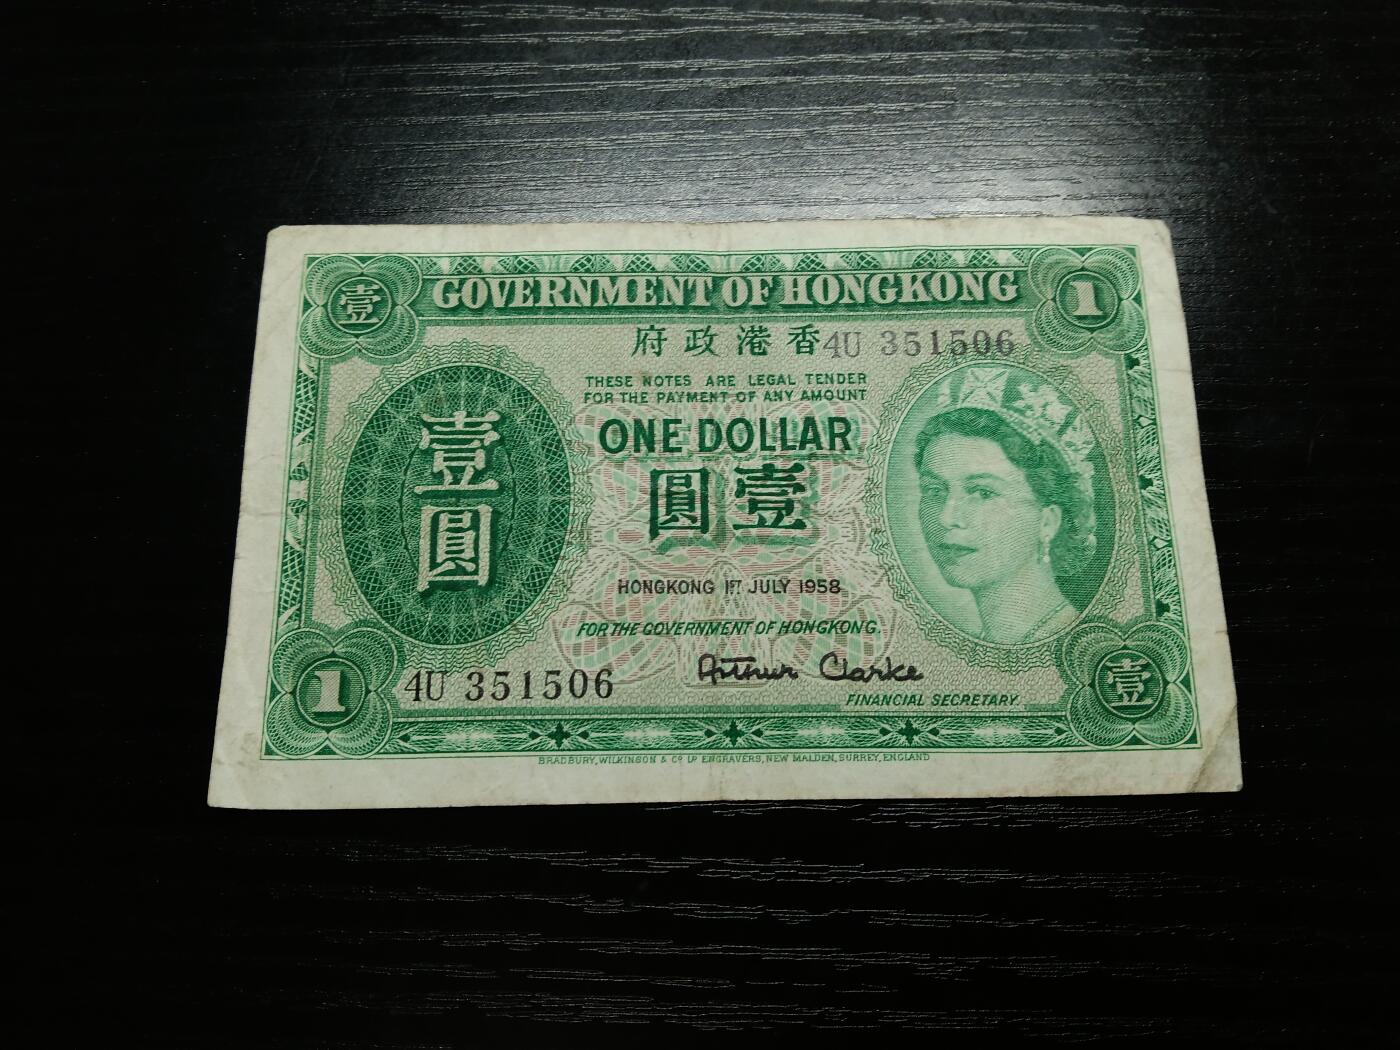 壹
GOVERNMENT OF HONGKONG
1
府政港香
4U 351506
THESE NOTES ARE LEGAL TENDER
FOR THE PAYMENT OF ANY AMOUNT
ONE DOLLAR
圓壹
壹圓
HONGKONG 1ST JULY 1958
FOR THE GOVERNMENT OF HONGKONG.
Arthur Clarke
FINANCIAL SECRETARY.
1
4U 351506
壹
BRADBURY, WILKINSON & Co Ld ENGRAVERS, NEW MALDEN, SURREY, ENGLAND